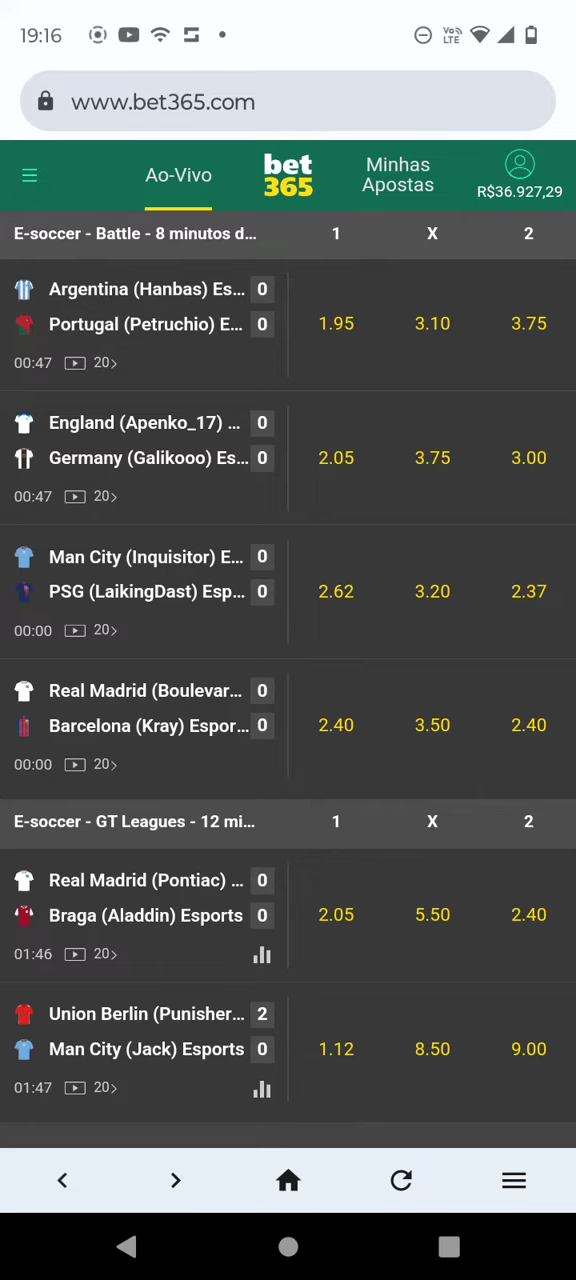 19:16
Vo LTE
www.bet365.com
Ao-Vivo
bet365
Minhas Apostas
R$36.927,29
E-soccer - Battle - 8 minutos d... 1 X 2
Argentina (Hanbas) Es... 0
Portugal (Petruchio) E... 0
1.95 3.10 3.75
00:47 20>
England (Apenko_17) ... 0
Germany (Galikooo) Es... 0
2.05 3.75 3.00
00:47 20>
Man City (Inquisitor) E... 0
PSG (LaikingDast) Esp... 0
2.62 3.20 2.37
00:00 20>
Real Madrid (Boulevar... 0
Barcelona (Kray) Espor... 0
2.40 3.50 2.40
00:00 20>
E-soccer - GT Leagues - 12 mi... 1 X 2
Real Madrid (Pontiac) ... 0
Braga (Aladdin) Esports 0
2.05 5.50 2.40
01:46 20>
Union Berlin (Punisher... 2
Man City (Jack) Esports 0
1.12 8.50 9.00
01:47 20>